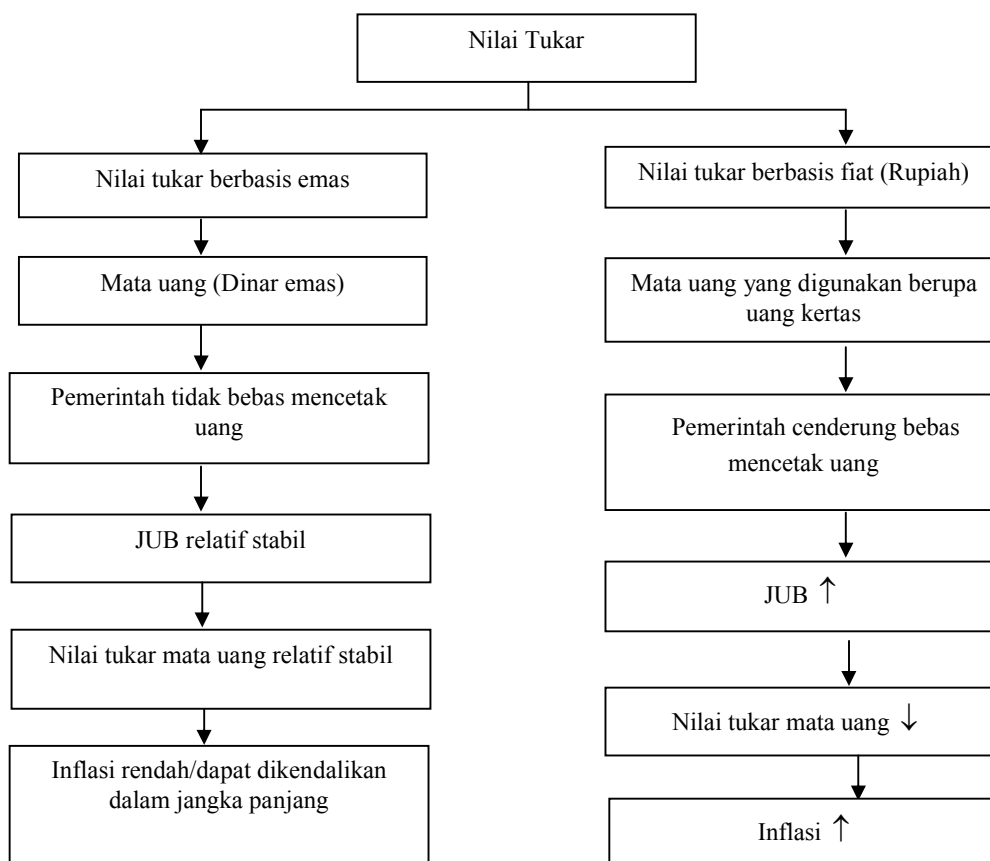 Nilai Tukar
Nilai tukar berbasis emas
Mata uang (Dinar emas)
Pemerintah tidak bebas mencetak
uang
JUB relatif stabil
Nilai tukar mata uang relatif stabil
Inflasi rendah/dapat dikendalikan
dalam jangka panjang
Nilai tukar berbasis fiat (Rupiah)
Mata uang yang digunakan berupa
uang kertas
Pemerintah cenderung bebas
mencetak uang
JUB ↑
Nilai tukar mata uang ↓
Inflasi ↑